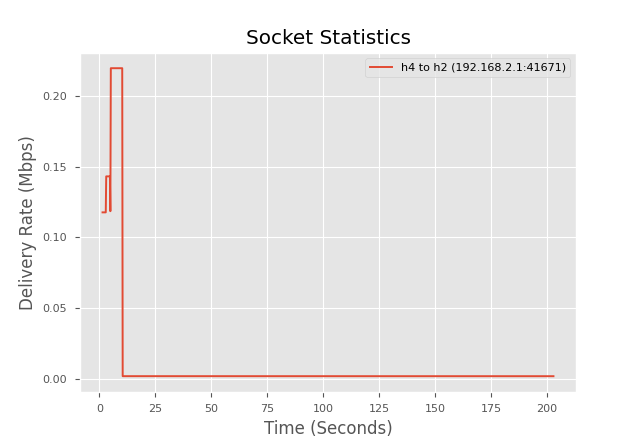 Socket Statistics
h4 to h2 (192.168.2.1:41671)
Delivery Rate (Mbps)
0.20
0.15
0.10
0.05
0.00
0 25 50 75 100 125 150 175 200
Time (Seconds)